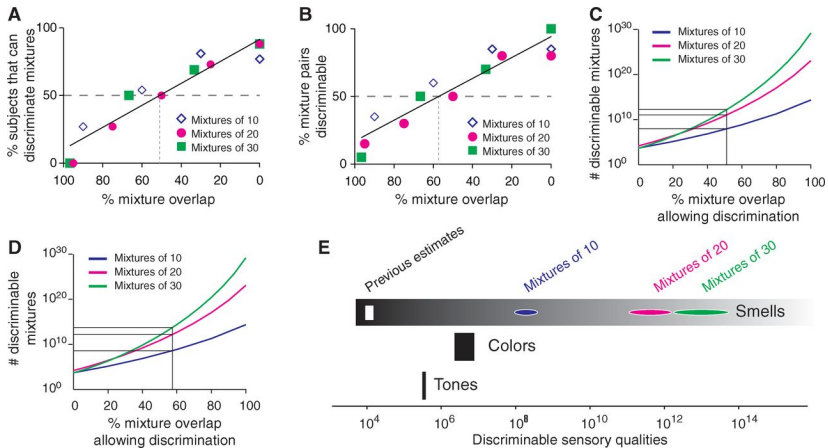 A
% subjects that can
discriminate mixtures
100
50
0
Mixtures of 10
Mixtures of 20
Mixtures of 30
100 80 60 40 20 0
% mixture overlap
B
% mixture pairs
discriminable
100
50
0
Mixtures of 10
Mixtures of 20
Mixtures of 30
100 80 60 40 20 0
% mixture overlap
C
# discriminable mixtures
10³⁰
10²⁰
10¹⁰
10⁰
Mixtures of 10
Mixtures of 20
Mixtures of 30
0 20 40 60 80 100
% mixture overlap
allowing discrimination
D
# discriminable
mixtures
10³⁰
10²⁰
10¹⁰
10⁰
Mixtures of 10
Mixtures of 20
Mixtures of 30
0 20 40 60 80 100
% mixture overlap
allowing discrimination
E
Previous estimates
Mixtures of 10
Mixtures of 20
Mixtures of 30
Smells
Colors
Tones
10⁴ 10⁶ 10⁸ 10¹⁰ 10¹² 10¹⁴
Discriminable sensory qualities